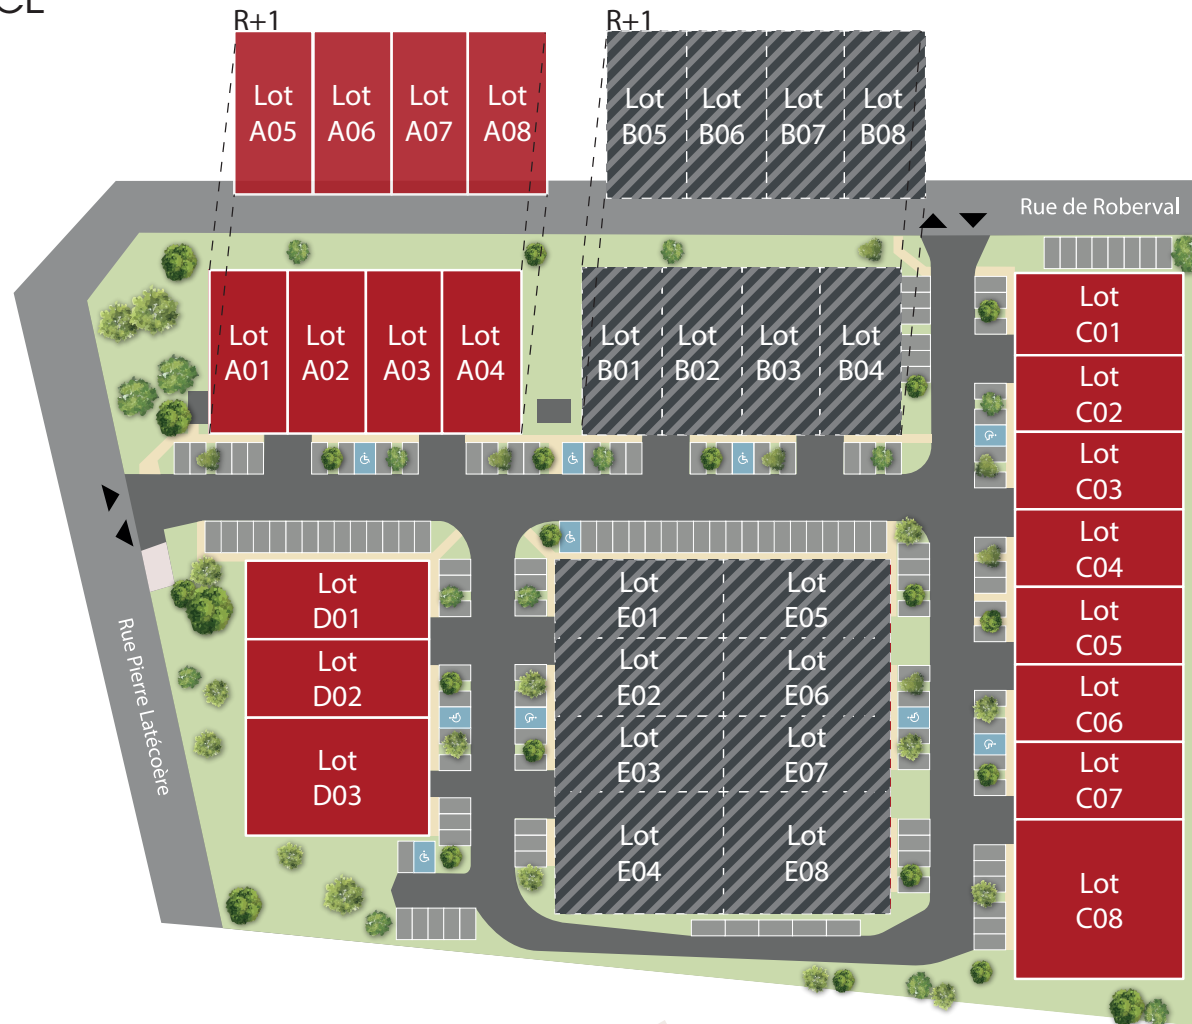 R+1
R+1
Lot
A05
Lot
A06
Lot
A07
Lot
A08
Lot
B05
Lot
B06
Lot
B07
Lot
B08
Rue de Roberval
Lot
A01
Lot
A02
Lot
A03
Lot
A04
Lot
B01
Lot
B02
Lot
B03
Lot
B04
Lot
C01
Lot
C02
Lot
C03
Lot
C04
Lot
C05
Lot
C06
Lot
C07
Lot
C08
Lot
D01
Lot
D02
Lot
D03
Lot
E01
Lot
E05
Lot
E02
Lot
E06
Lot
E03
Lot
E07
Lot
E04
Lot
E08
Rue Pierre Latécoère